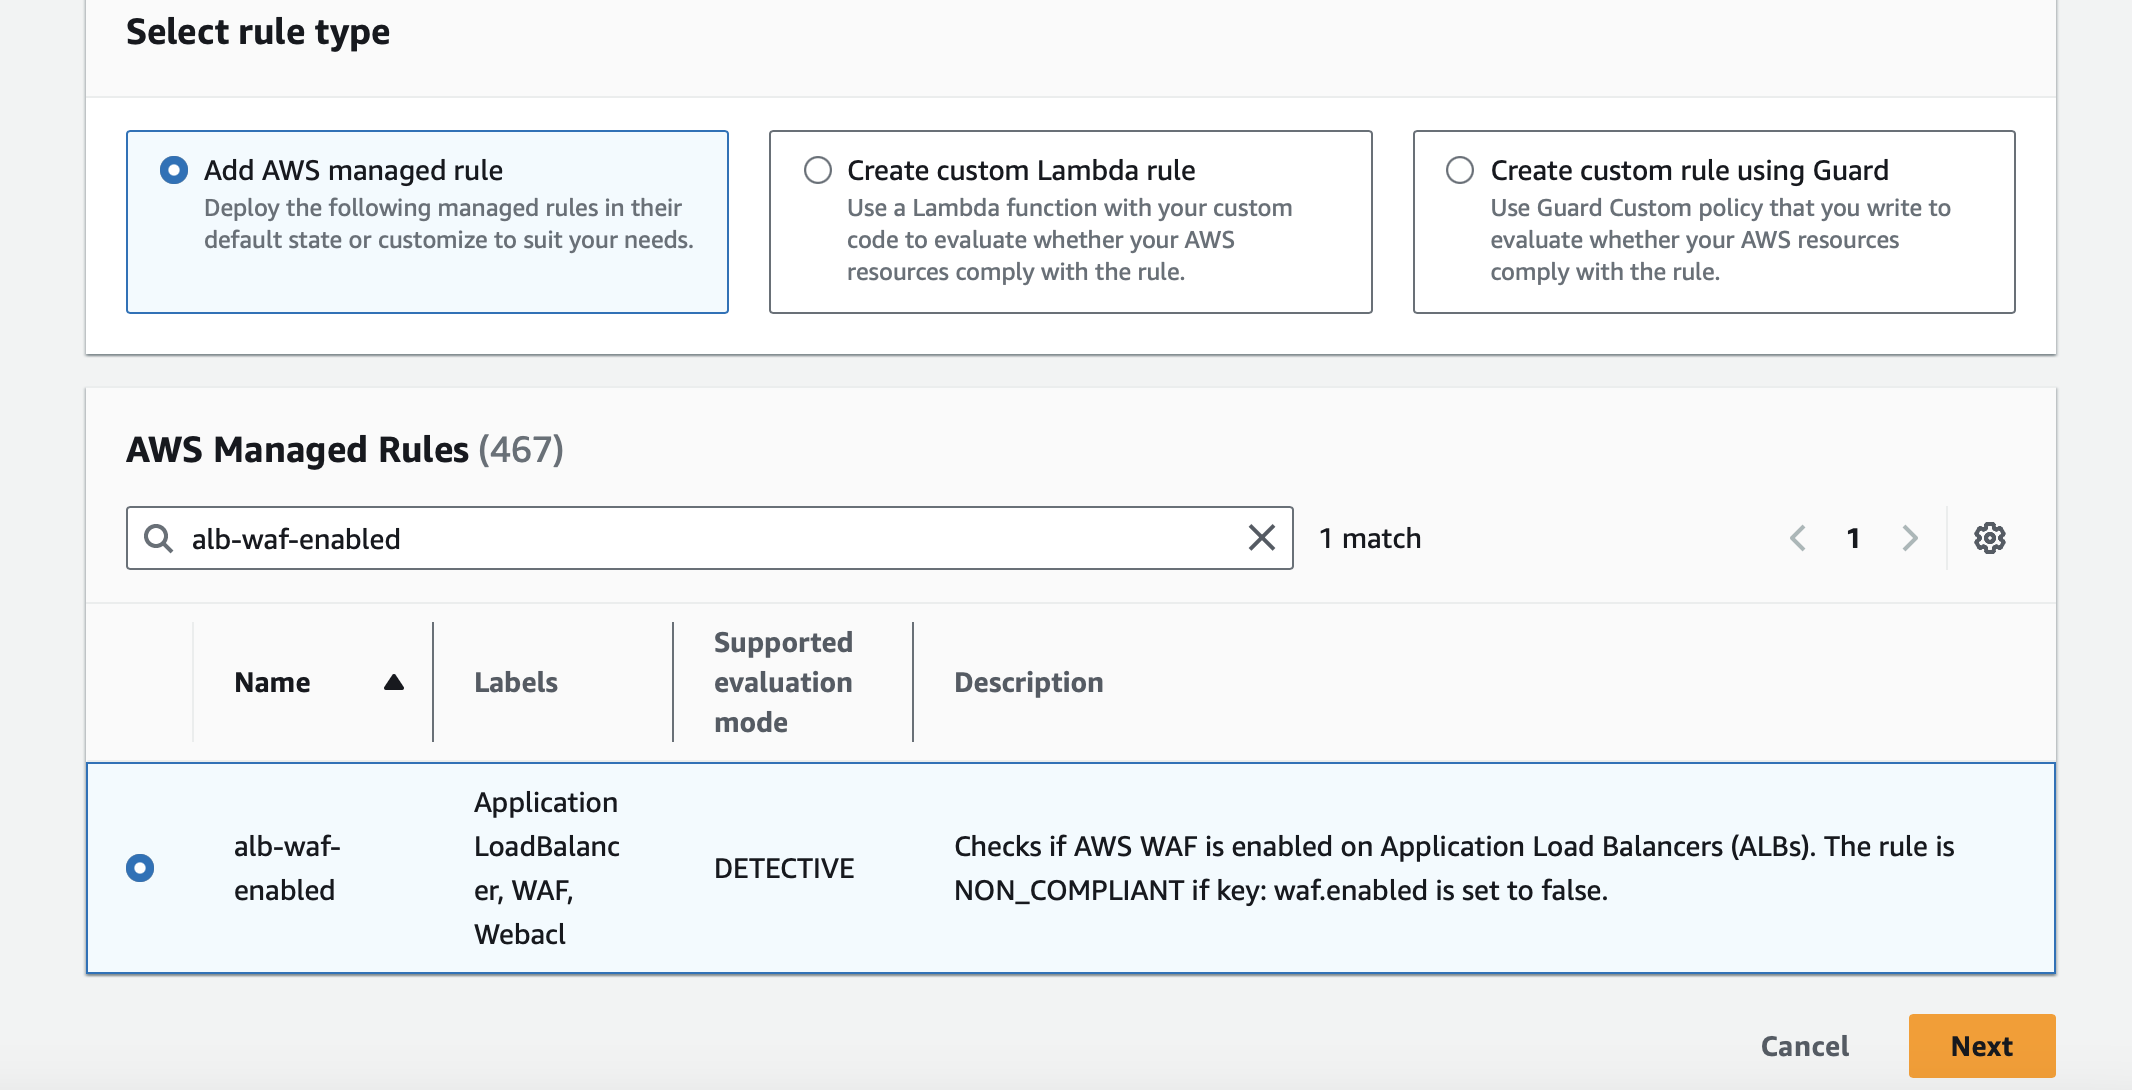 Select rule type
Add AWS managed rule
Deploy the following managed rules in their
default state or customize to suit your needs.
Create custom Lambda rule
Use a Lambda function with your custom
code to evaluate whether your AWS
resources comply with the rule.
Create custom rule using Guard
Use Guard Custom policy that you write to
evaluate whether your AWS resources
comply with the rule.
AWS Managed Rules (467)
alb-waf-enabled
1 match
1
Name
Labels
Supported
evaluation
mode
Description
alb-waf-
enabled
Application
LoadBalanc
er, WAF,
Webacl
DETECTIVE
Checks if AWS WAF is enabled on Application Load Balancers (ALBs). The rule is
NON_COMPLIANT if key: waf.enabled is set to false.
Cancel
Next